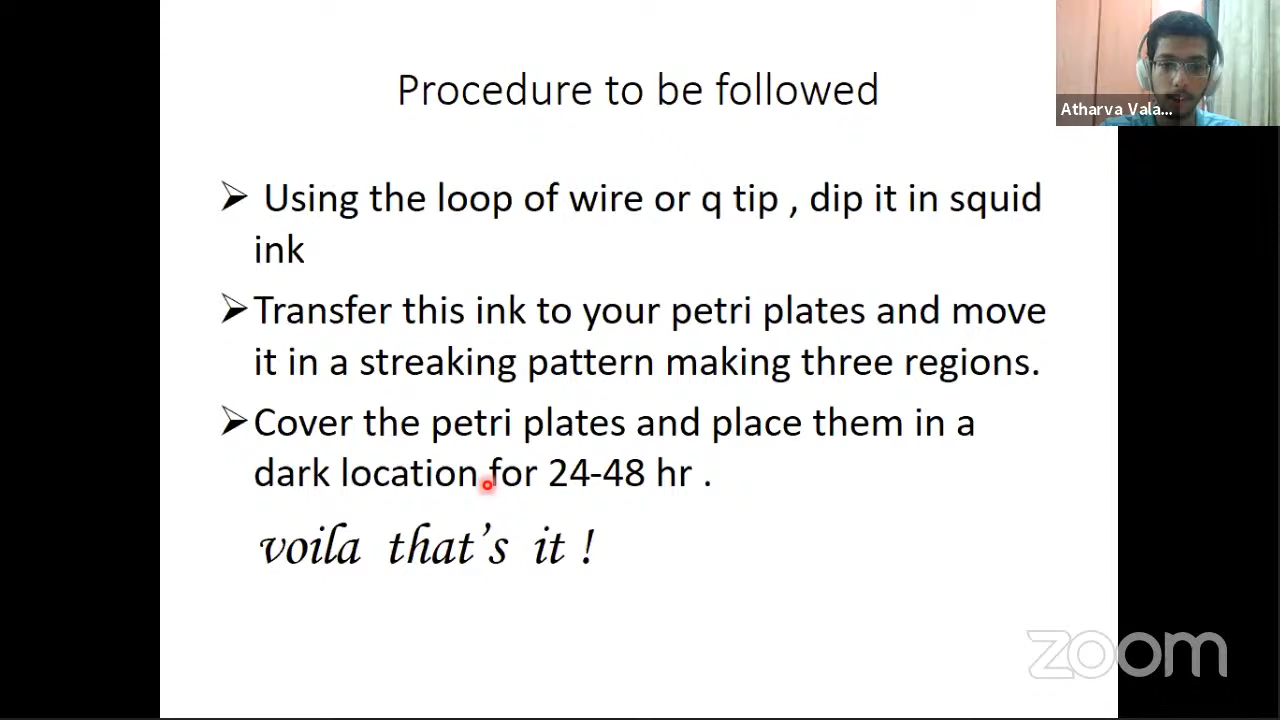 Procedure to be followed
Atharva Vala...
Using the loop of wire or q tip , dip it in squid
ink
Transfer this ink to your petri plates and move
it in a streaking pattern making three regions.
Cover the petri plates and place them in a
dark location for 24-48 hr .
voila that's it !
zoom